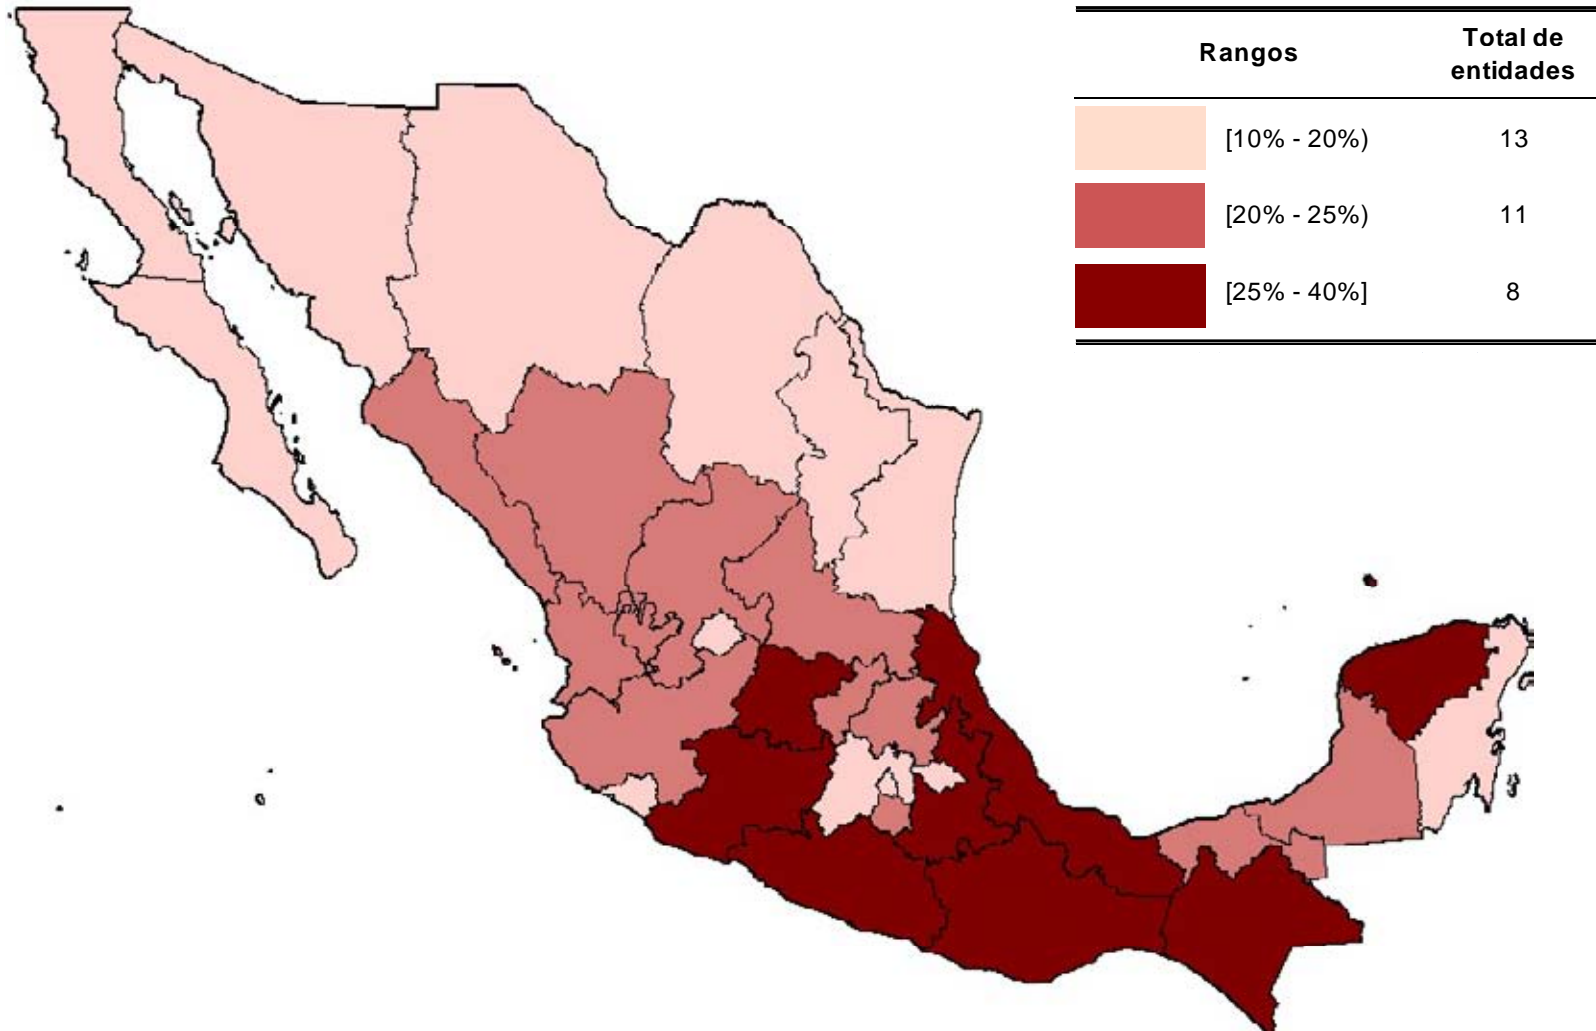 Rangos Total de
entidades
[10% - 20%) 13
[20% - 25%) 11
[25% - 40%] 8